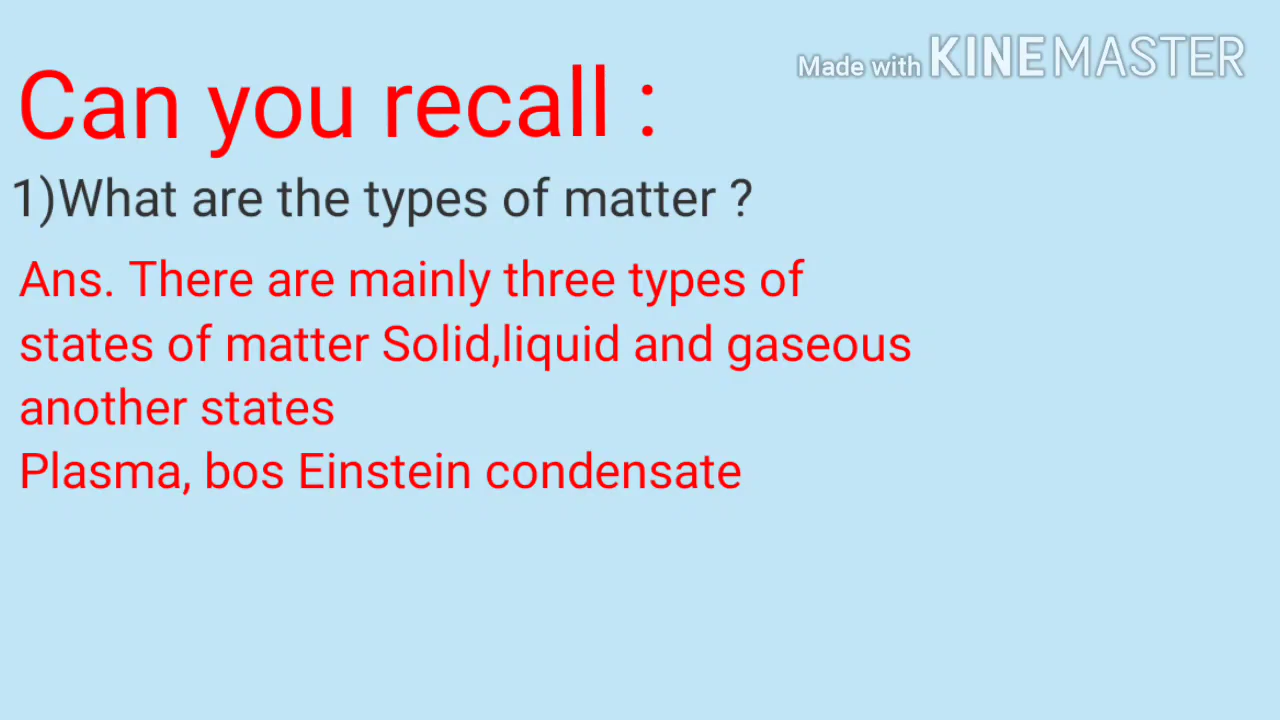 Made with KINEMASTER
Can you recall :
1)What are the types of matter ?
Ans. There are mainly three types of
states of matter Solid,liquid and gaseous
another states
Plasma, bos Einstein condensate